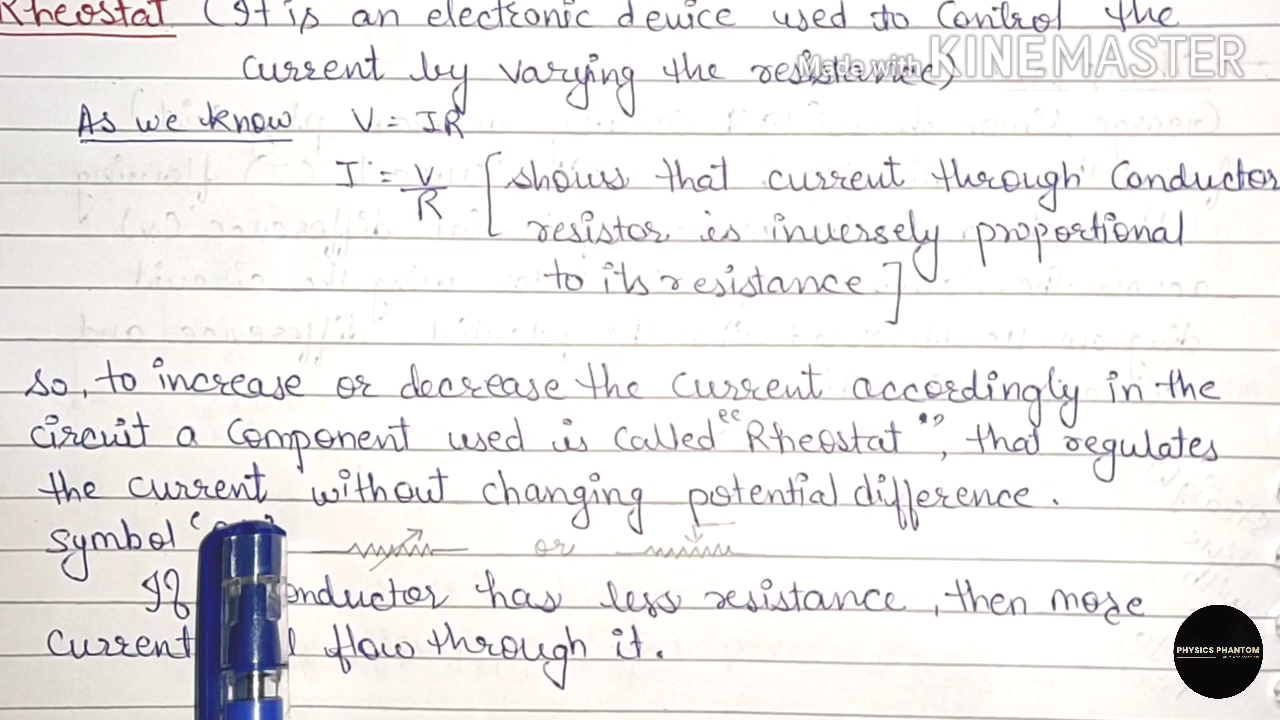 Rheostat (It is an electronic device used to control the
current by varying the resistance)
Made with KINEMASTER
As we know V = IR
I = V/R [shows that current through conductor
resistor is inversely proportional
to its resistance]
so, to increase or decrease the current accordingly in the
circuit a component used is called "Rheostat", that regulates
the current without changing potential difference.
symbol or
If conductor has less resistance, then more
current flow through it.
PHYSICS PHANTOM